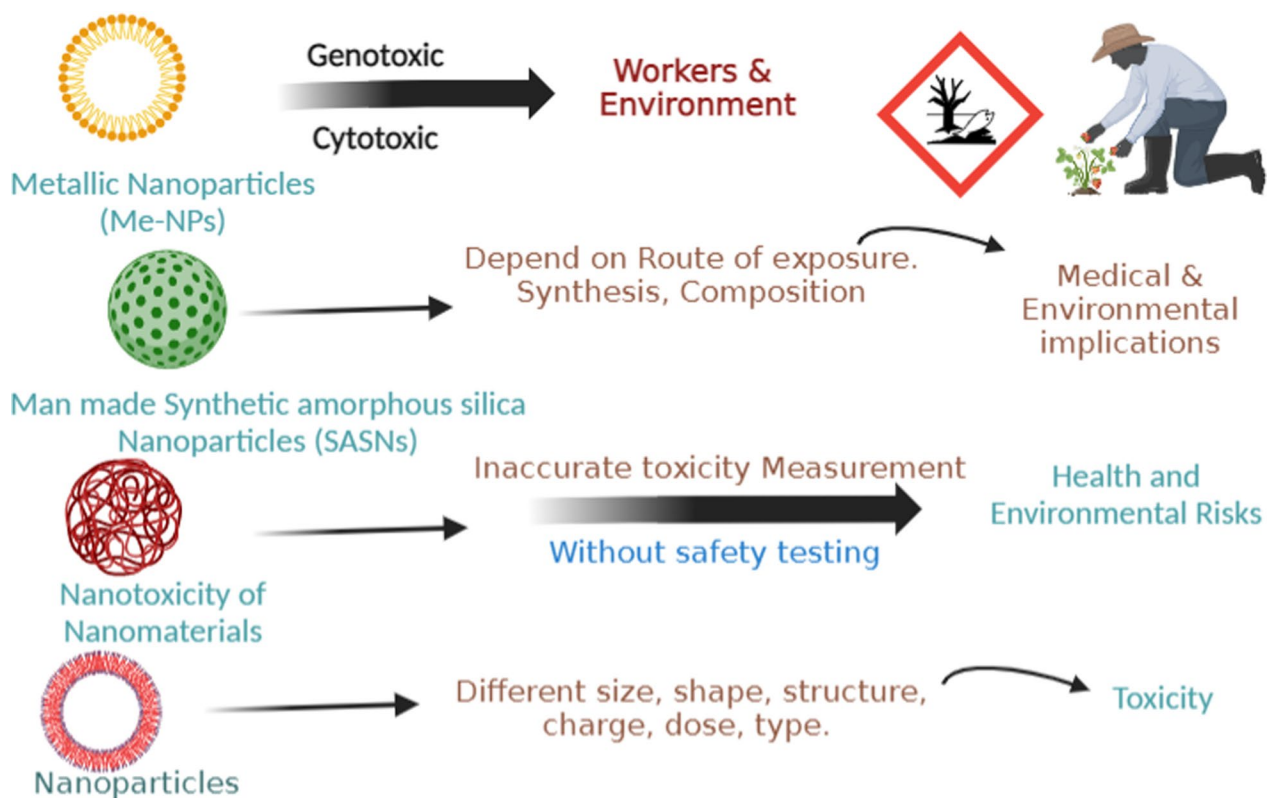 Genotoxic
Cytotoxic
Workers &
Environment
Metallic Nanoparticles
(Me-NPs)
Depend on Route of exposure.
Synthesis, Composition
Medical &
Environmental
implications
Man made Synthetic amorphous silica
Nanoparticles (SASNs)
Inaccurate toxicity Measurement
Without safety testing
Health and
Environmental Risks
Nanotoxicity of
Nanomaterials
Different size, shape, structure,
charge, dose, type.
Toxicity
Nanoparticles